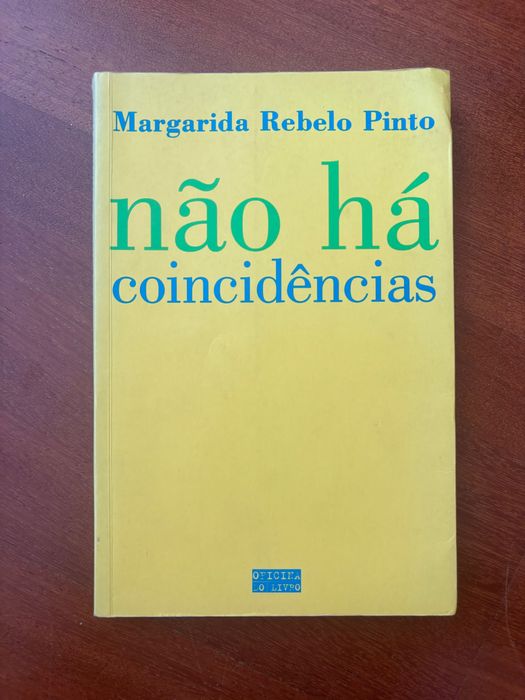 Margarida Rebelo Pinto
não há
coincidências
OFICINA
DO LIVRO